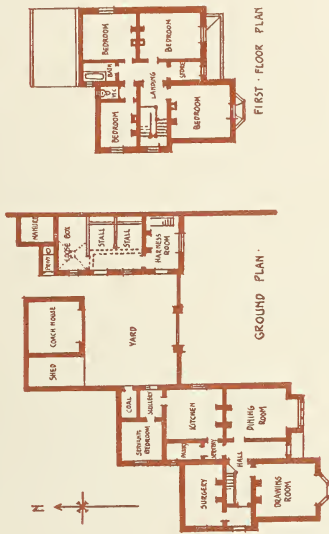 BEDROOM
BEDROOM
BATH
W.C.
LANDING
STORE
BEDROOM
BEDROOM
FIRST · FLOOR PLAN
MANURE
LOOSE BOX
STALL
STALL
HARNESS
ROOM
COACH HOUSE
SHED
YARD
GROUND PLAN ·
COAL
SCULLERY
SERVANTS
BEDROOM
KITCHEN
DINING
ROOM
SURGERY
HALL
DRAWING
ROOM
N